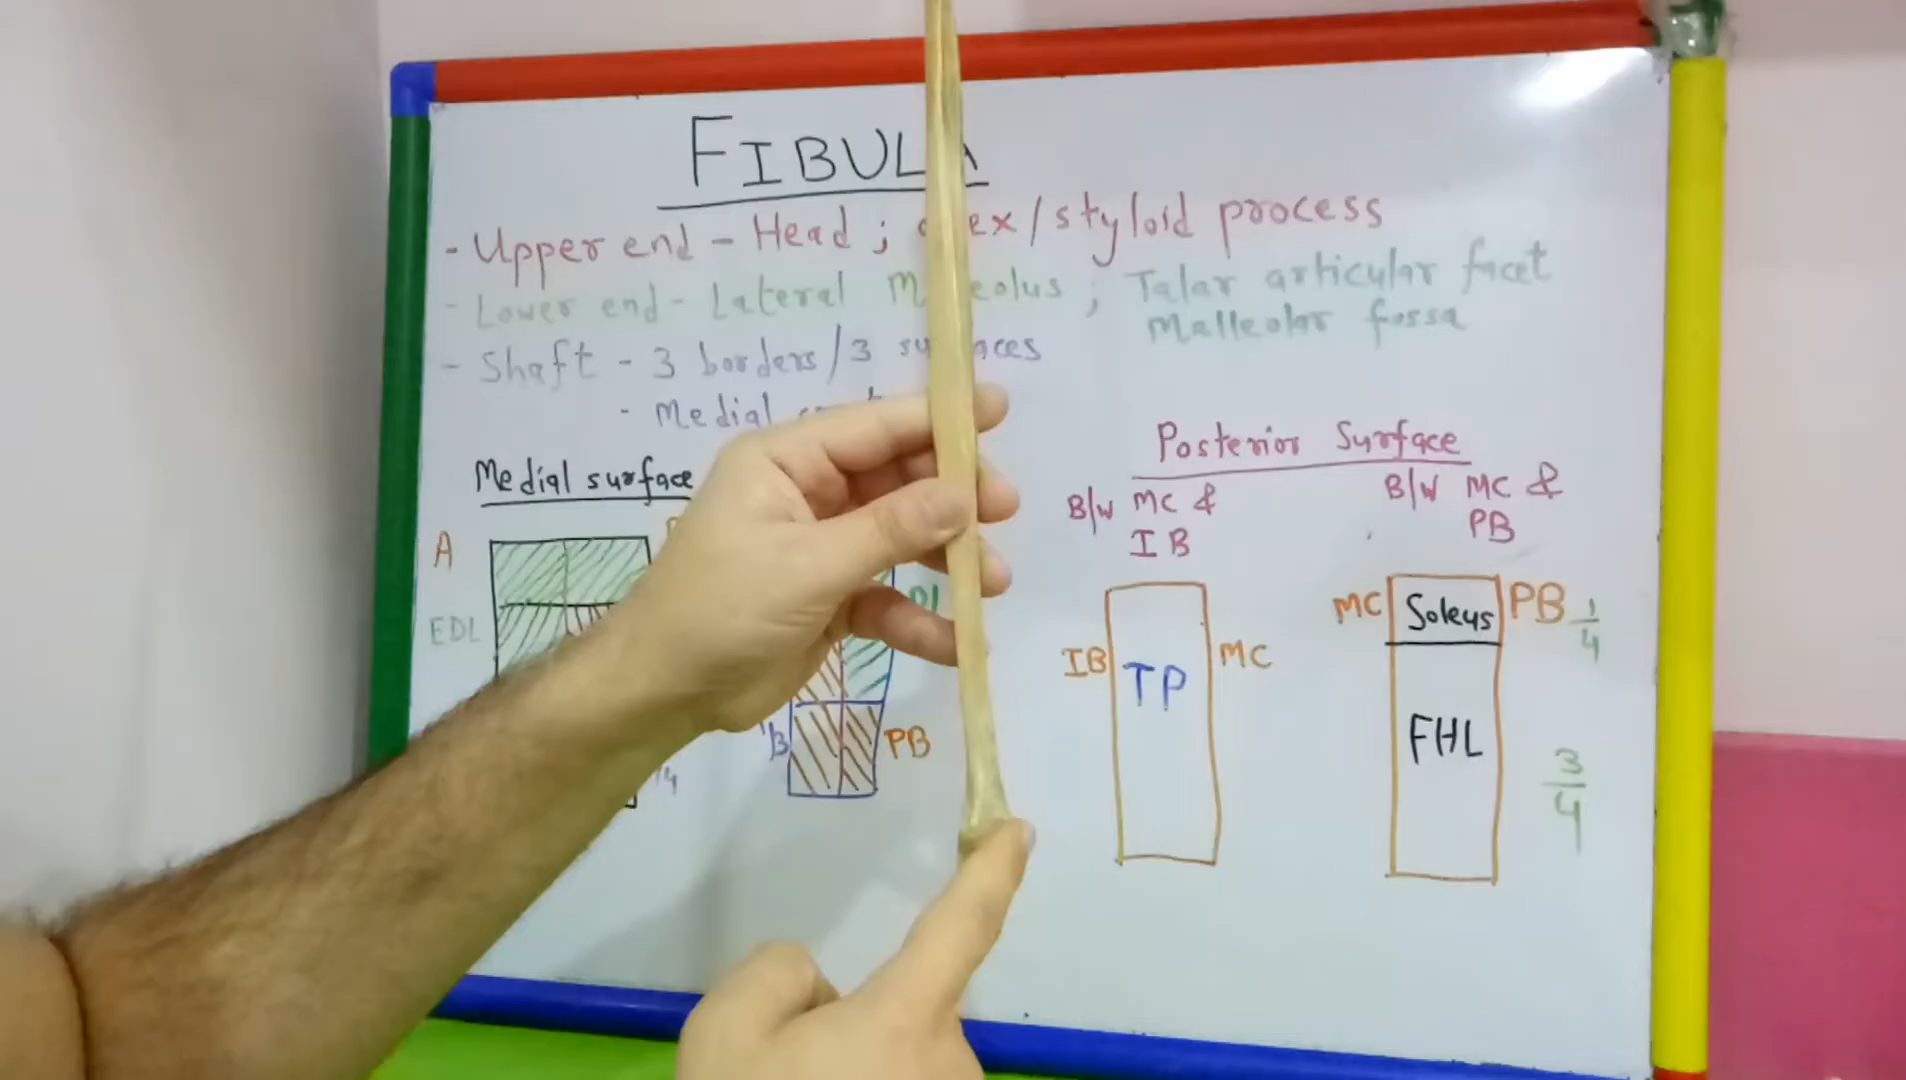 FIBUL
- Upper end - Head ; ex/styloid process
- Lower end - Lateral M eolus ; Talar articular facet
Malleolar fossa
- Shaft - 3 borders/3 su aces
- Medial
Posterior Surface
Medial surface
B/W MC &
IB
B/W MC &
PB
A
EDL
MC Soleus PB 1/4
IB TP MC
FHL
PB
3/4